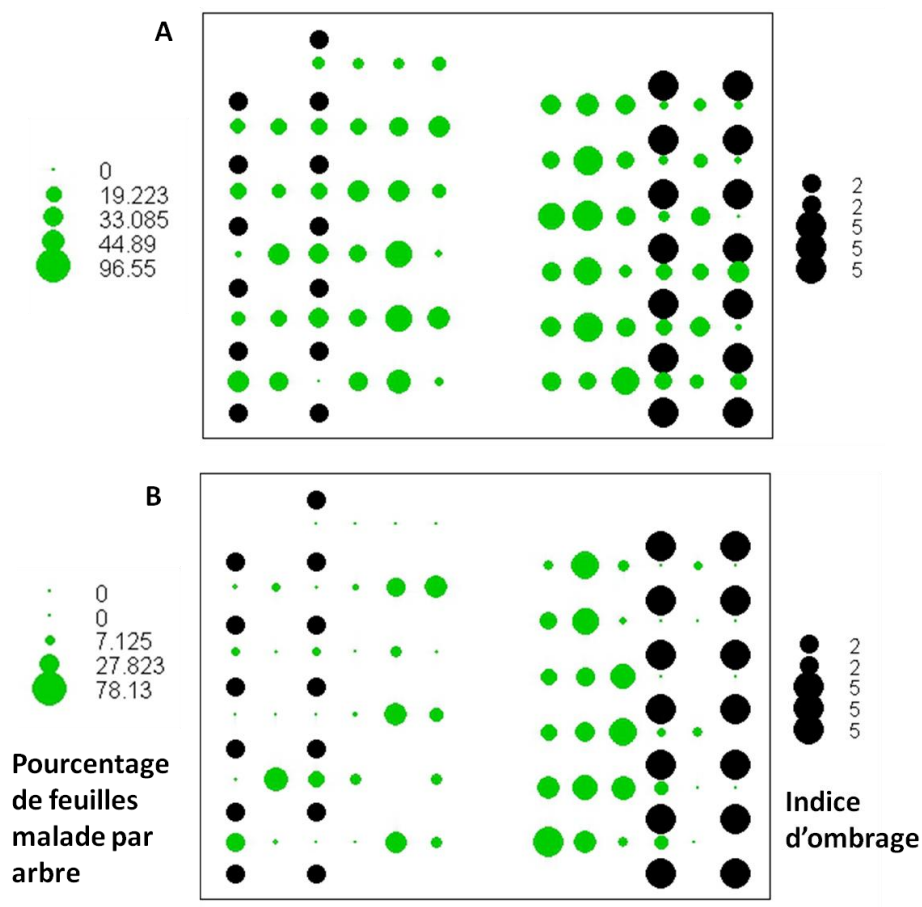 A
0
19.223
33.085
44.89
96.55
2
2
5
5
5
B
0
0
7.125
27.823
78.13
2
2
5
5
5
Pourcentage
de feuilles
malade par
arbre
Indice
d'ombrage